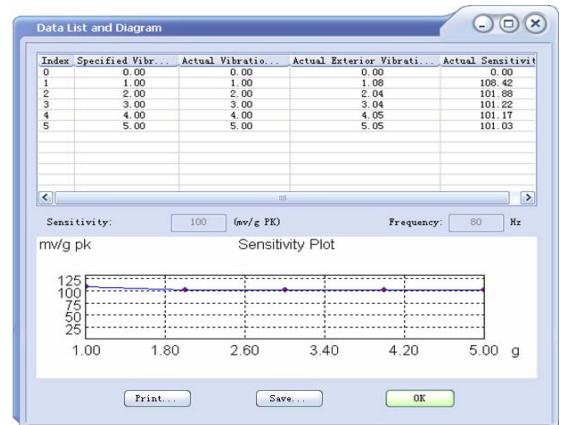 Data List and Diagram
Index Specified Vibr... Actual Vibratio... Actual Exterior Vibrati... Actual Sensitivit
0 0.00 0.00 0.00 0.00
1 1.00 1.00 1.08 108.42
2 2.00 2.00 2.04 101.88
3 3.00 3.00 3.04 101.22
4 4.00 4.00 4.05 101.17
5 5.00 5.00 5.05 101.03
Sensitivity: 100 (mv/g PK) Frequency: 80 Hz
mv/g pk Sensitivity Plot
125
100
75
50
25
1.00 1.80 2.60 3.40 4.20 5.00 g
Print... Save... OK